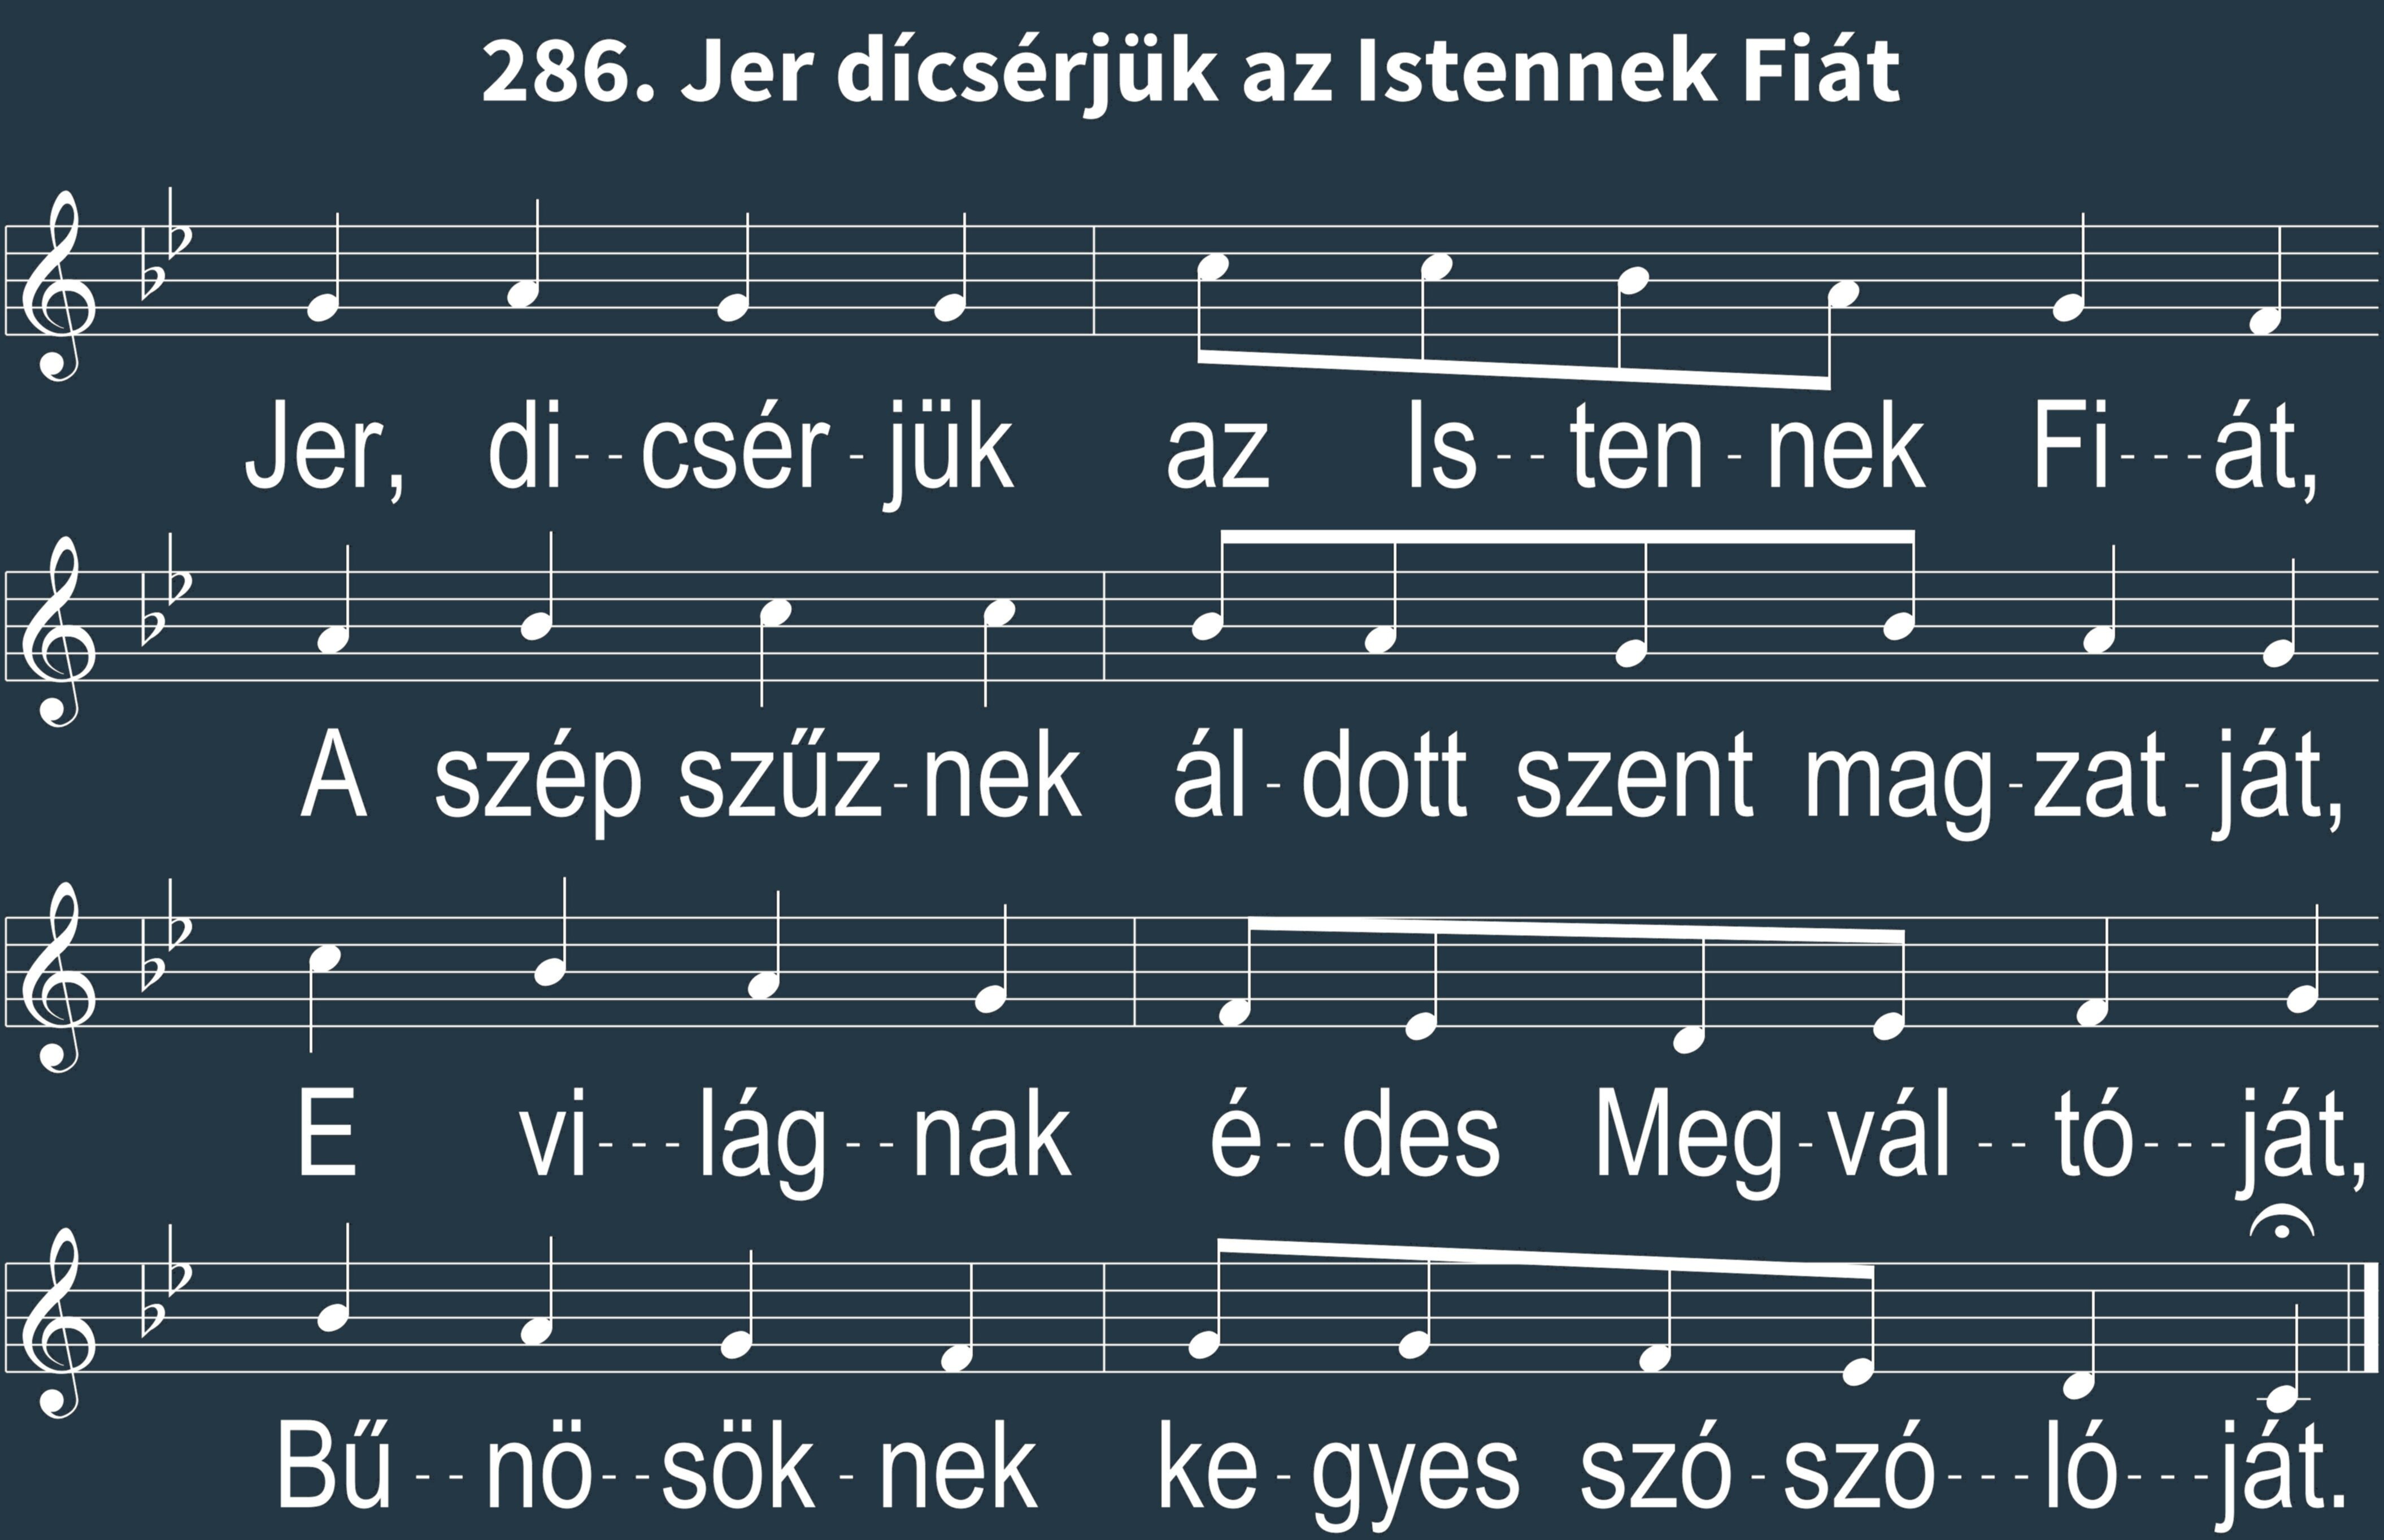 286. Jer dícsérjük az Istennek Fiát
Jer, di--csér-jük az Is--ten-nek Fi---át,
A szép szűz-nek ál-dott szent mag-zat-ját,
E vi---lág--nak é--des Meg-vál--tó---ját,
Bű--nö--sök-nek ke-gyes szó-szó---ló---ját.